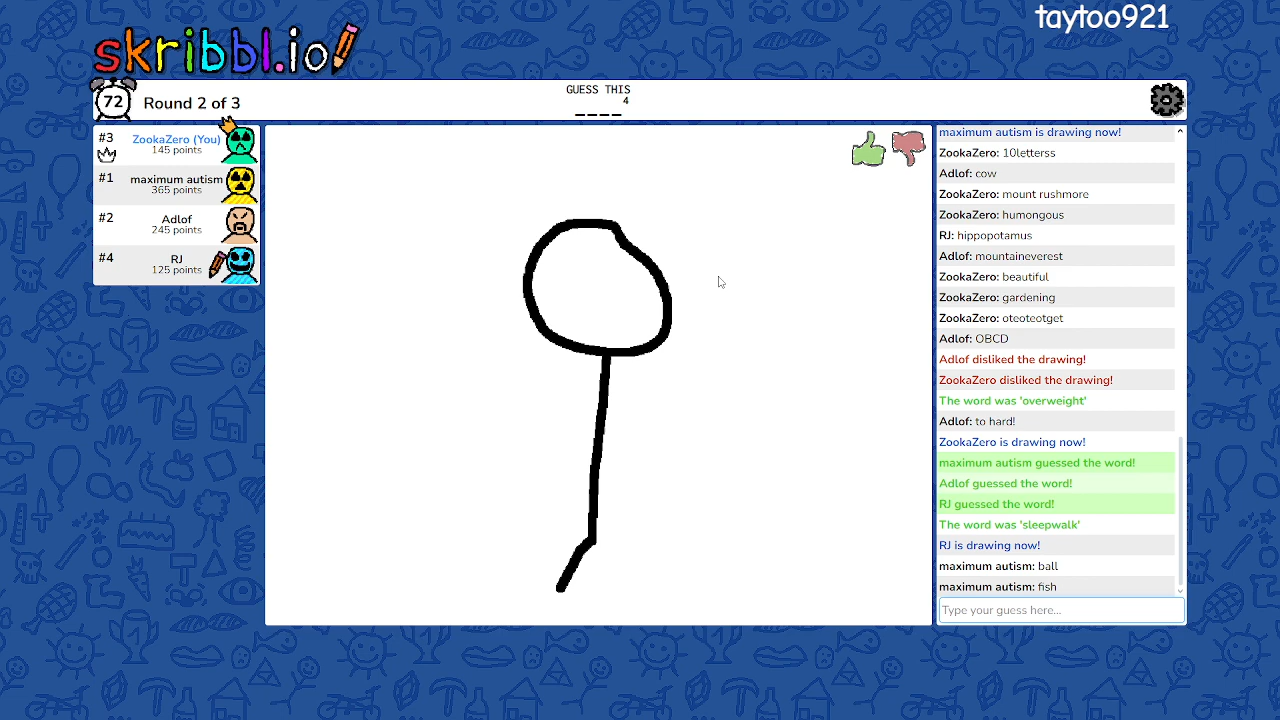 taytoo921
skribbl.io
72
Round 2 of 3
GUESS THIS
4
____
#3
ZookaZero (You)
145 points
#1
maximum autism
365 points
#2
Adlof
245 points
#4
RJ
125 points
maximum autism is drawing now!
ZookaZero: 10letterss
Adlof: cow
ZookaZero: mount rushmore
ZookaZero: humongous
RJ: hippopotamus
Adlof: mountaineverest
ZookaZero: beautiful
ZookaZero: gardening
ZookaZero: oteoteotget
Adlof: OBCD
Adlof disliked the drawing!
ZookaZero disliked the drawing!
The word was 'overweight'
Adlof: to hard!
ZookaZero is drawing now!
maximum autism guessed the word!
Adlof guessed the word!
RJ guessed the word!
The word was 'sleepwalk'
RJ is drawing now!
maximum autism: ball
maximum autism: fish
Type your guess here...